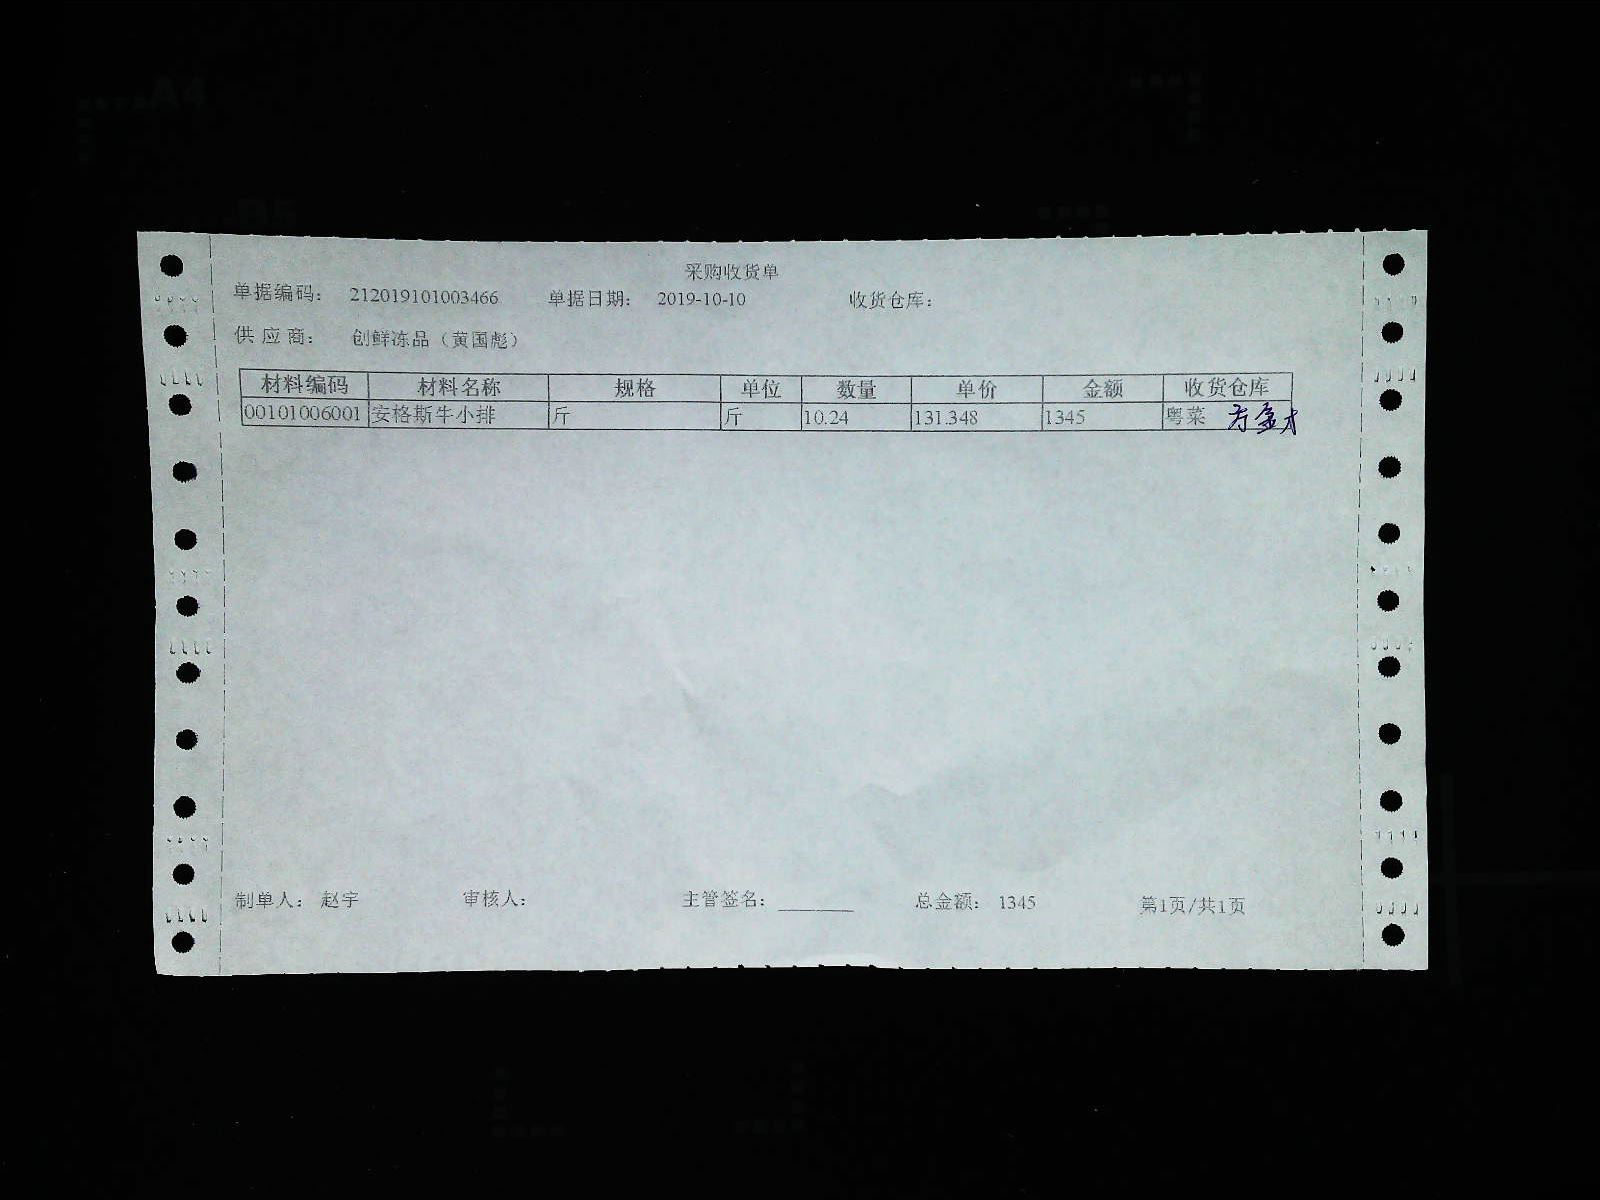 采购收货单
单据编码： 212019101003466 单据日期： 2019-10-10 收货仓库：
供应商： 创鲜冻品（黄国彪）
材料编码 材料名称 规格 单位 数量 单价 金额 收货仓库
00101006001 安格斯牛小排 斤 斤 10.24 131.348 1345 粤菜
制单人： 赵宇 审核人： 主管签名： 总金额： 1345 第1页/共1页